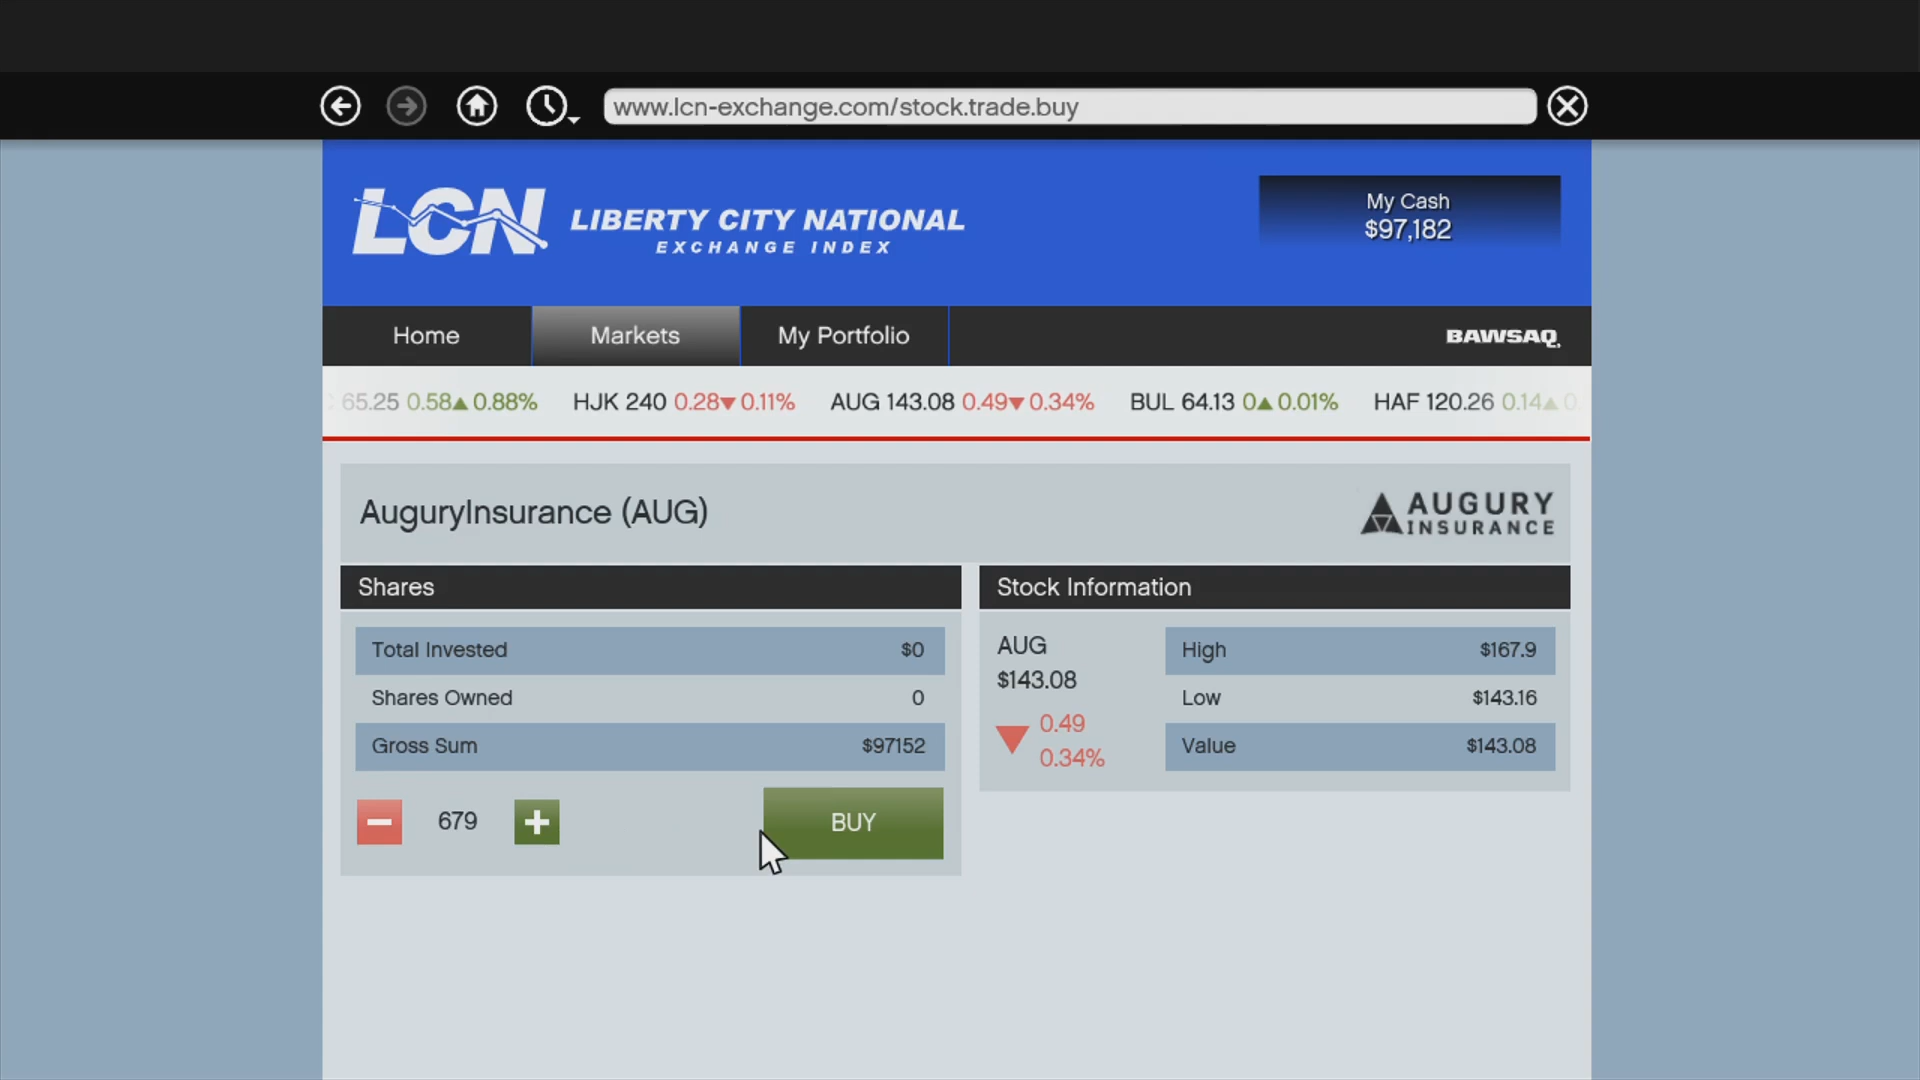 www.lcn-exchange.com/stock.trade.buy
LCN LIBERTY CITY NATIONAL
EXCHANGE INDEX
My Cash
$97,182
Home Markets My Portfolio BAWSAQ
65.25 0.58▲0.88% HJK 240 0.28▼0.11% AUG 143.08 0.49▼0.34% BUL 64.13 0▲0.01% HAF 120.26 0.14▲0
AuguryInsurance (AUG)
AUGURY
INSURANCE
Shares
Total Invested $0
Shares Owned 0
Gross Sum $97152
679
BUY
Stock Information
AUG
$143.08
0.49
0.34%
High $167.9
Low $143.16
Value $143.08